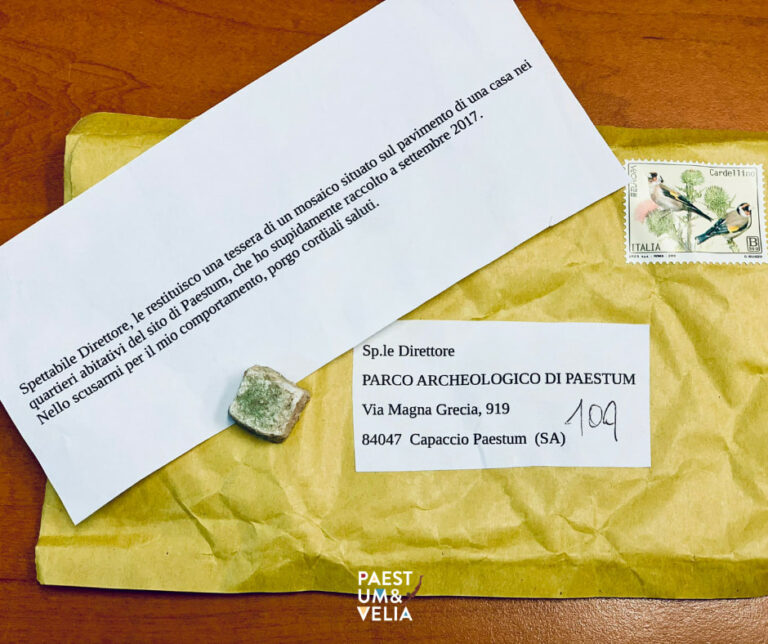 Spettabile Direttore, le restituisco una tessera di un mosaico situato sul pavimento di una casa nei
quartieri abitativi del sito di Paestum, che ho stupidamente raccolto a settembre 2017.
Nello scusarmi per il mio comportamento, porgo cordiali saluti.
EUROPA
Cardellino
ITALIA
B
Sp.le Direttore
PARCO ARCHEOLOGICO DI PAESTUM
Via Magna Grecia, 919
84047 Capaccio Paestum (SA)
109
PAEST
UM&
VELIA